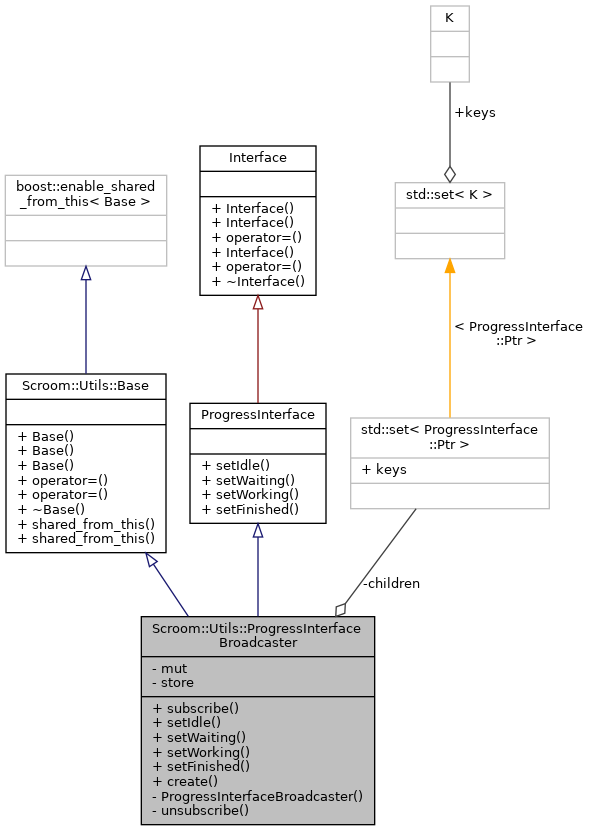 K
+keys
Interface
+ Interface()
+ Interface()
+ operator=()
+ Interface()
+ operator=()
+ ~Interface()
boost::enable_shared
_from_this< Base >
std::set< K >
< ProgressInterface
::Ptr >
Scroom::Utils::Base
+ Base()
+ Base()
+ Base()
+ operator=()
+ operator=()
+ ~Base()
+ shared_from_this()
+ shared_from_this()
ProgressInterface
+ setIdle()
+ setWaiting()
+ setWorking()
+ setFinished()
std::set< ProgressInterface
::Ptr >
+ keys
-children
Scroom::Utils::ProgressInterface
Broadcaster
- mut
- store
+ subscribe()
+ setIdle()
+ setWaiting()
+ setWorking()
+ setFinished()
+ create()
- ProgressInterfaceBroadcaster()
- unsubscribe()